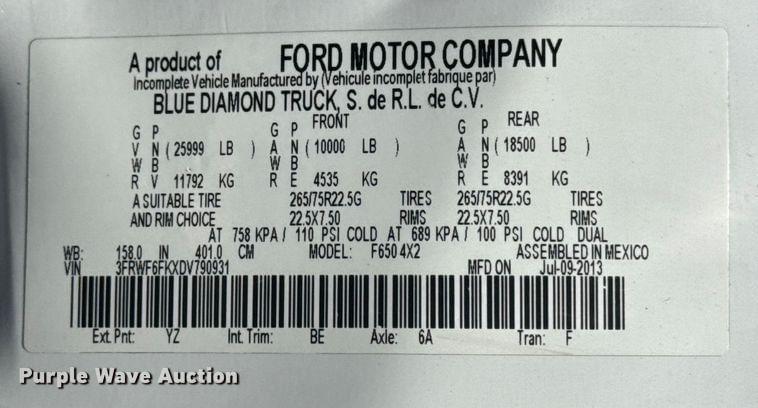 A product of FORD MOTOR COMPANY
Incomplete Vehicle Manufactured by (Vehicule incomplet fabrique par)
BLUE DIAMOND TRUCK, S. de R.L. de C.V.
FRONT REAR
G P G P G P
V N ( 25999 LB ) A N ( 10000 LB ) A N ( 18500 LB )
W B W B W B
R V 11792 KG R E 4535 KG R E 8391 KG
A SUITABLE TIRE 265/75R22.5G TIRES 265/75R22.5G TIRES
AND RIM CHOICE 22.5X7.50 RIMS 22.5X7.50 RIMS
AT 758 KPA / 110 PSI COLD AT 689 KPA / 100 PSI COLD DUAL
WB: 158.0 IN 401.0 CM MODEL: F650 4X2 ASSEMBLED IN MEXICO
VIN 3FRWF6FKXDV790931 MFD ON Jul-09-2013
Ext. Pnt: YZ Int. Trim: BE Axle: 6A Tran: F
Purple Wave Auction